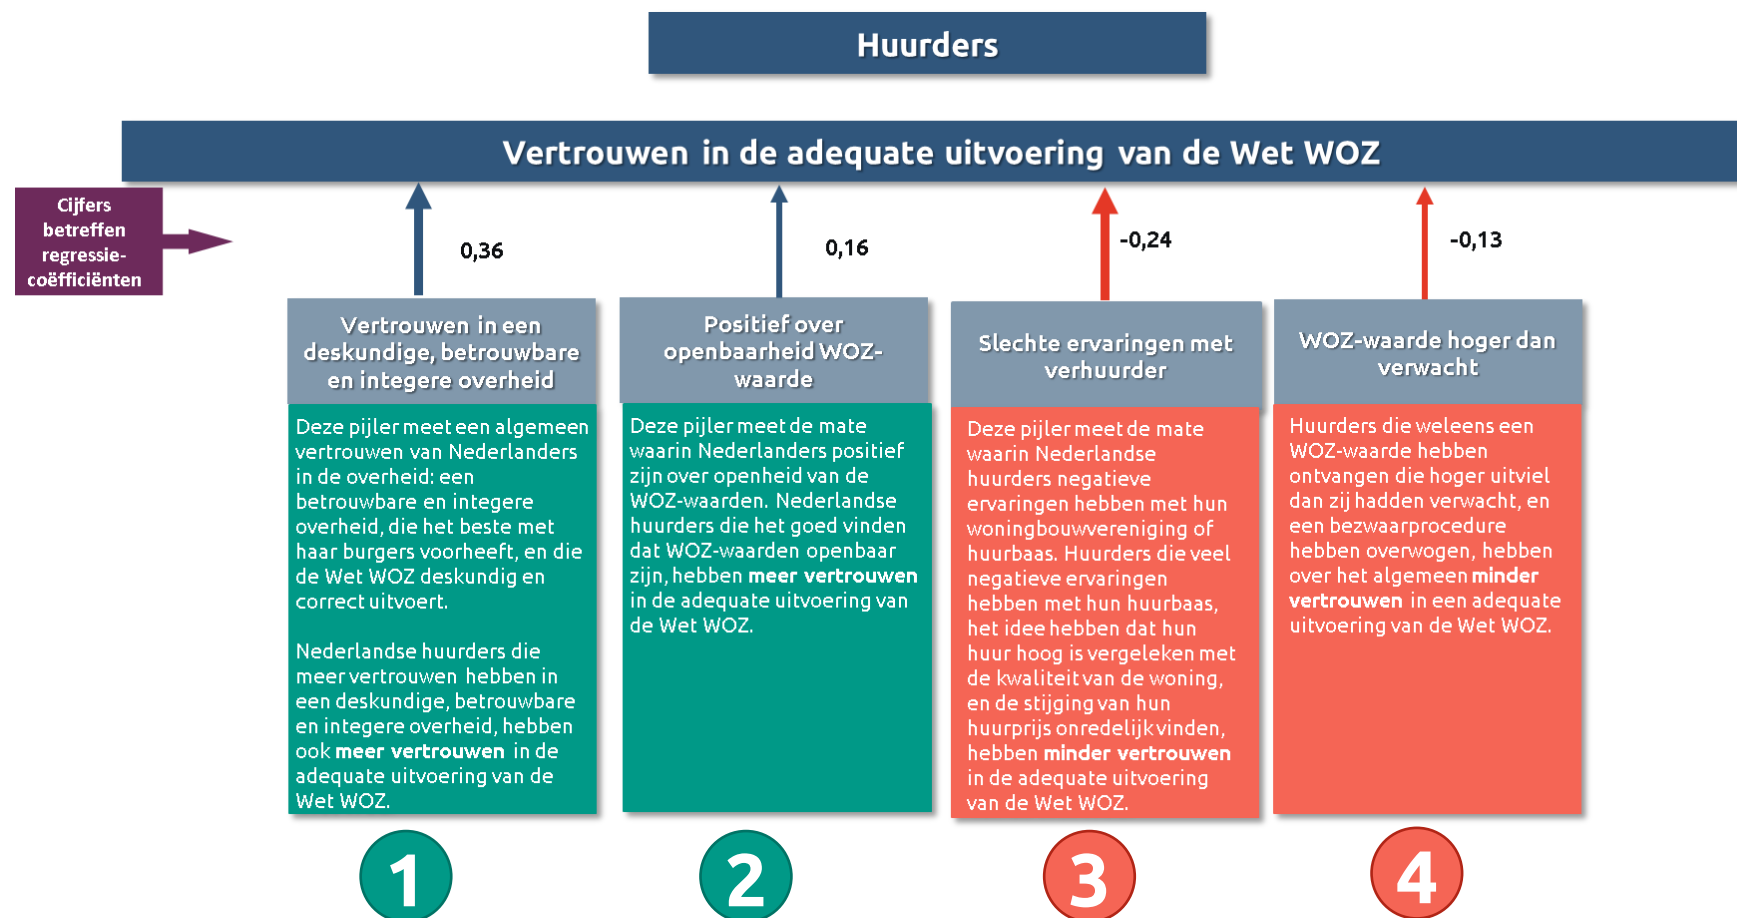 Huurders
Vertrouwen in de adequate uitvoering van de Wet WOZ
Cijfers
betreffen
regressie-
coëfficiënten
0,36
0,16
-0,24
-0,13
Vertrouwen in een
deskundige, betrouwbare
en integere overheid
Deze pijler meet een algemeen
vertrouwen van Nederlanders
in de overheid: een
betrouwbare en integere
overheid, die het beste met
haar burgers voorheeft, en die
de Wet WOZ deskundig en
correct uitvoert.
Nederlandse huurders die
meer vertrouwen hebben in
een deskundige, betrouwbare
en integere overheid, hebben
ook meer vertrouwen in de
adequate uitvoering van de
Wet WOZ.
1
Positief over
openbaarheid WOZ-
waarde
Deze pijler meet de mate
waarin Nederlanders positief
zijn over openheid van de
WOZ-waarden. Nederlandse
huurders die het goed vinden
dat WOZ-waarden openbaar
zijn, hebben meer vertrouwen
in de adequate uitvoering van
de Wet WOZ.
2
Slechte ervaringen met
verhuurder
Deze pijler meet de mate
waarin Nederlandse
huurders negatieve
ervaringen hebben met hun
woningbouwvereniging of
huurbaas. Huurders die veel
negatieve ervaringen
hebben met hun huurbaas,
het idee hebben dat hun
huur hoog is vergeleken met
de kwaliteit van de woning,
en de stijging van hun
huurprijs onredelijk vinden,
hebben minder vertrouwen
in de adequate uitvoering
van de Wet WOZ.
3
WOZ-waarde hoger dan
verwacht
Huurders die weleens een
WOZ-waarde hebben
ontvangen die hoger uitviel
dan zij hadden verwacht, en
een bezwaarprocedure
hebben overwogen, hebben
over het algemeen minder
vertrouwen in een adequate
uitvoering van de Wet WOZ.
4